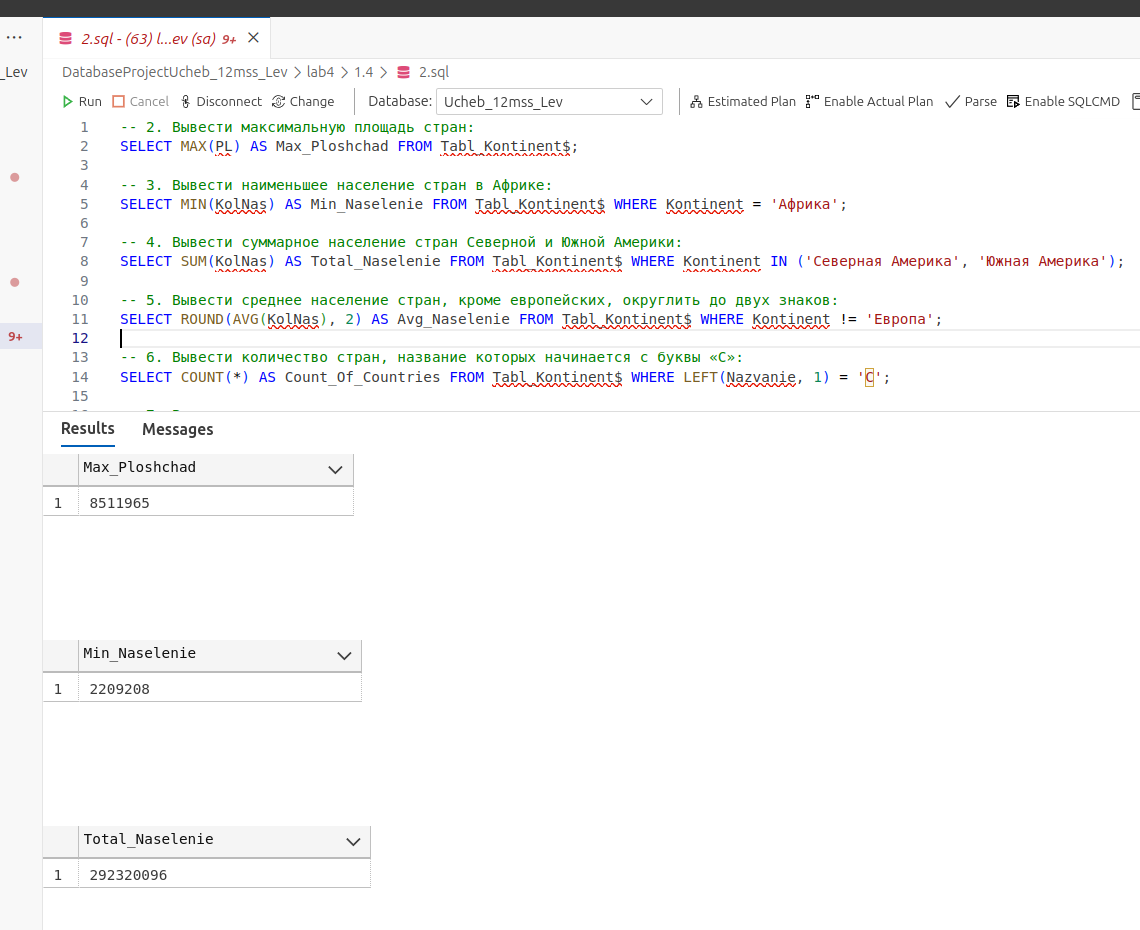 ...
2.sql - (63) l...ev (sa) 9+
_Lev
DatabaseProjectUcheb_12mss_Lev > lab4 > 1.4 > 2.sql
Run Cancel Disconnect Change Database: Ucheb_12mss_Lev Estimated Plan Enable Actual Plan Parse Enable SQLCMD
1 -- 2. Вывести максимальную площадь стран:
2 SELECT MAX(PL) AS Max_Ploshchad FROM Tabl_Kontinent$;
3
4 -- 3. Вывести наименьшее население стран в Африке:
5 SELECT MIN(KolNas) AS Min_Naselenie FROM Tabl_Kontinent$ WHERE Kontinent = 'Африка';
6
7 -- 4. Вывести суммарное население стран Северной и Южной Америки:
8 SELECT SUM(KolNas) AS Total_Naselenie FROM Tabl_Kontinent$ WHERE Kontinent IN ('Северная Америка', 'Южная Америка');
9
10 -- 5. Вывести среднее население стран, кроме европейских, округлить до двух знаков:
11 SELECT ROUND(AVG(KolNas), 2) AS Avg_Naselenie FROM Tabl_Kontinent$ WHERE Kontinent != 'Европа';
9+
12
13 -- 6. Вывести количество стран, название которых начинается с буквы «С»:
14 SELECT COUNT(*) AS Count_Of_Countries FROM Tabl_Kontinent$ WHERE LEFT(Nazvanie, 1) = 'С';
15
Results Messages
Max_Ploshchad
1 8511965
Min_Naselenie
1 2209208
Total_Naselenie
1 292320096